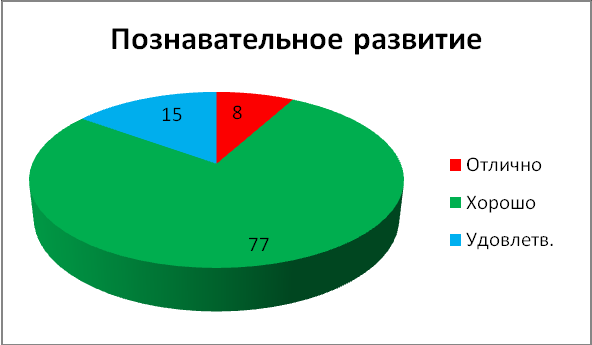 Познавательное развитие
15
8
77
Отлично
Хорошо
Удовлетв.